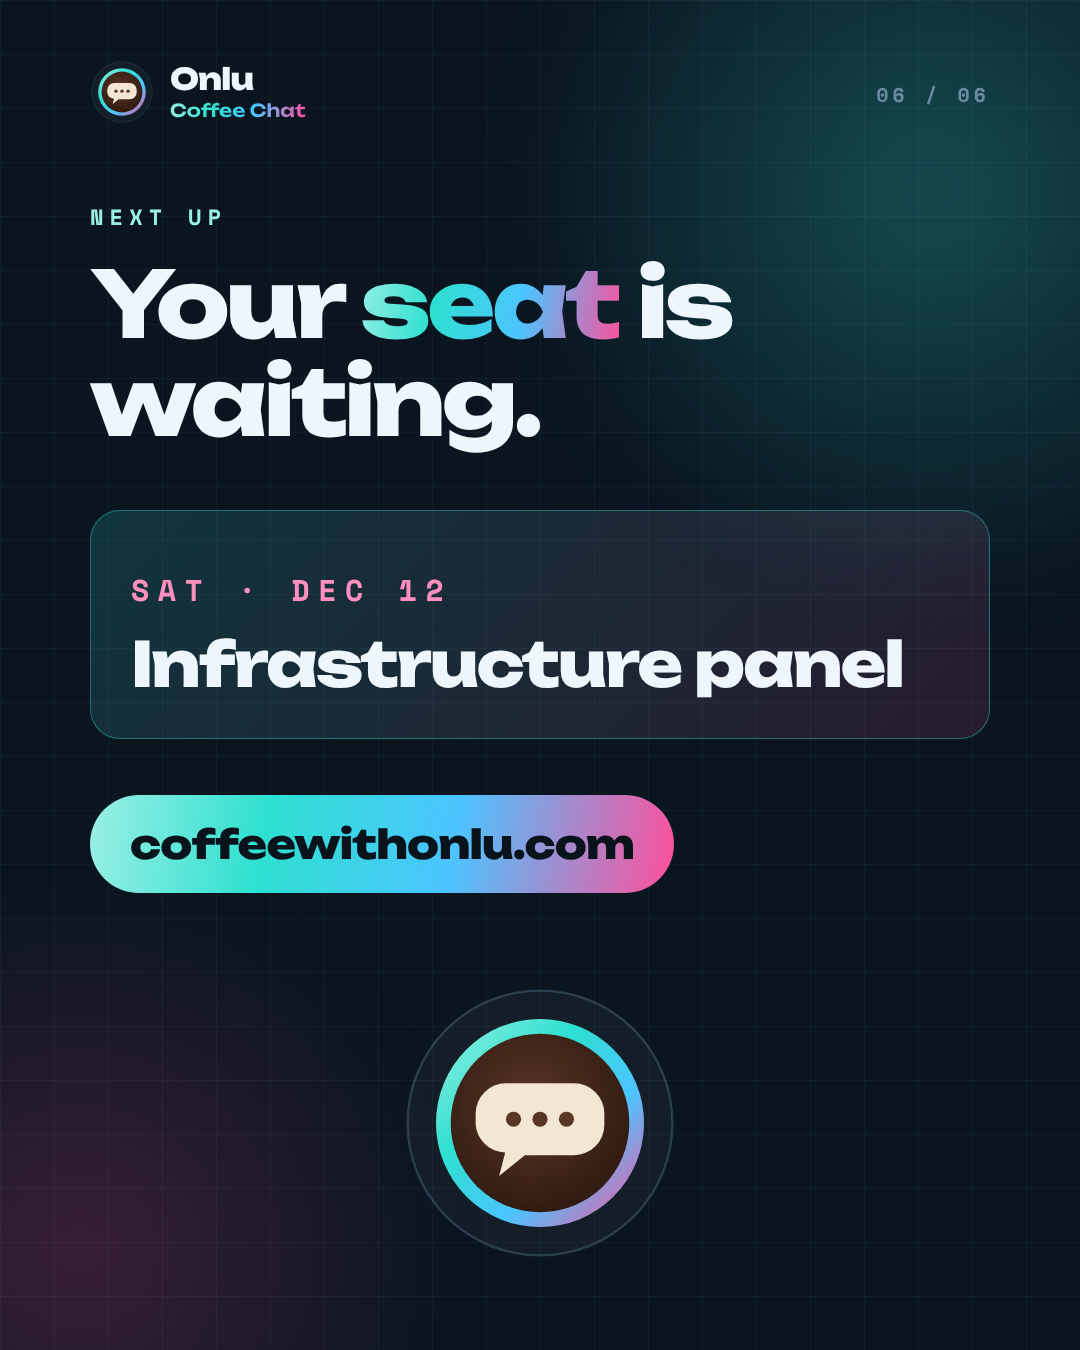 Onlu
Coffee Chat
06 / 06
NEXT UP
Your seat is
waiting.
SAT · DEC 12
Infrastructure panel
coffeewithonlu.com